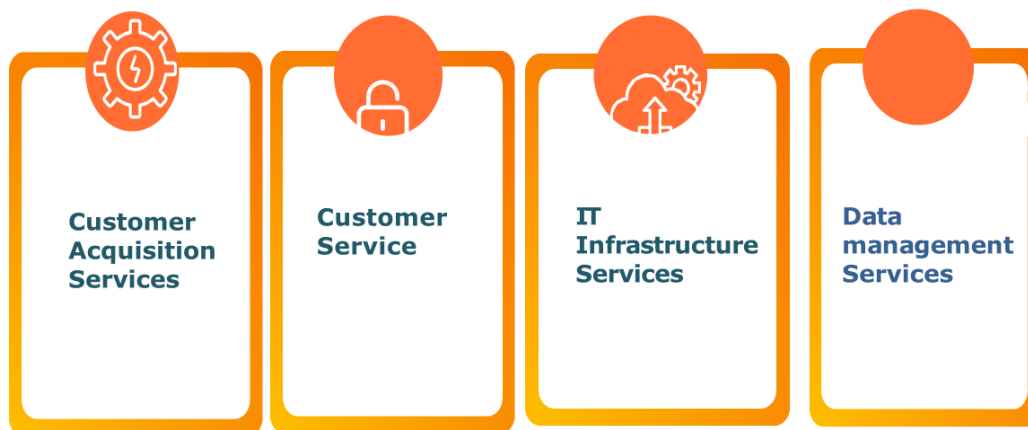 Customer
Acquisition
Services
Customer
Service
IT
Infrastructure
Services
Data
management
Services